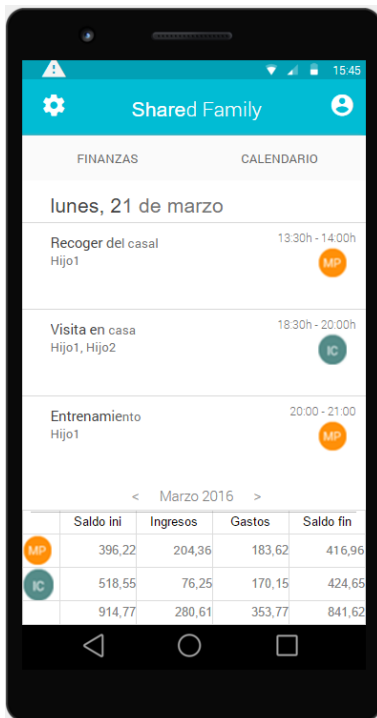 15:45
Shared Family
FINANZAS CALENDARIO
lunes, 21 de marzo
Recoger del casal 13:30h - 14:00h
Hijo1 MP
Visita en casa 18:30h - 20:00h
Hijo1, Hijo2 IC
Entrenamiento 20:00 - 21:00
Hijo1 MP
< Marzo 2016 >
Saldo ini Ingresos Gastos Saldo fin
MP 396,22 204,36 183,62 416,96
IC 518,55 76,25 170,15 424,65
914,77 280,61 353,77 841,62